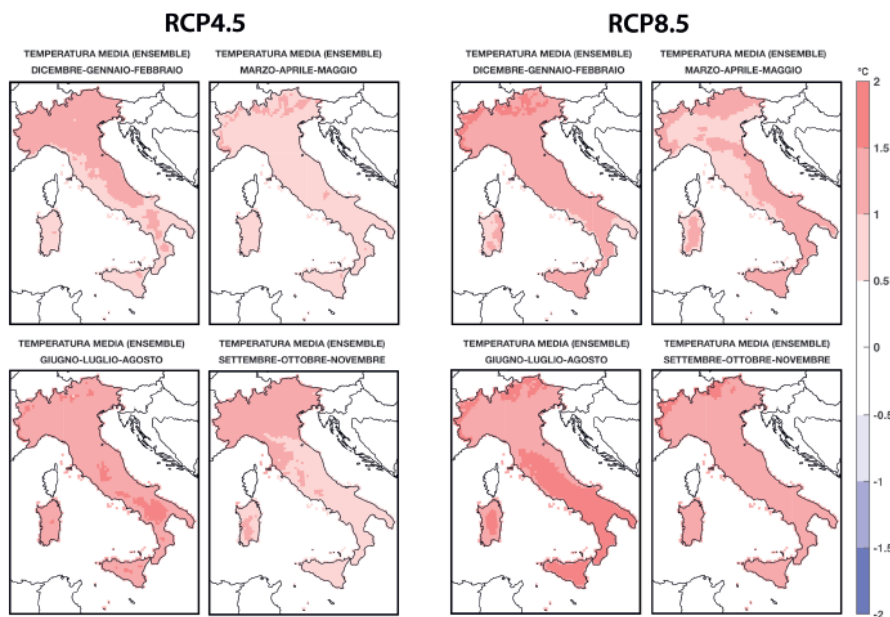 RCP4.5
RCP8.5
TEMPERATURA MEDIA (ENSEMBLE)
DICEMBRE-GENNAIO-FEBBRAIO
TEMPERATURA MEDIA (ENSEMBLE)
MARZO-APRILE-MAGGIO
TEMPERATURA MEDIA (ENSEMBLE)
DICEMBRE-GENNAIO-FEBBRAIO
TEMPERATURA MEDIA (ENSEMBLE)
MARZO-APRILE-MAGGIO
TEMPERATURA MEDIA (ENSEMBLE)
GIUGNO-LUGLIO-AGOSTO
TEMPERATURA MEDIA (ENSEMBLE)
SETTEMBRE-OTTOBRE-NOVEMBRE
TEMPERATURA MEDIA (ENSEMBLE)
GIUGNO-LUGLIO-AGOSTO
TEMPERATURA MEDIA (ENSEMBLE)
SETTEMBRE-OTTOBRE-NOVEMBRE
°C
2
1.5
1
0.5
0
-0.5
-1
-1.5
-2